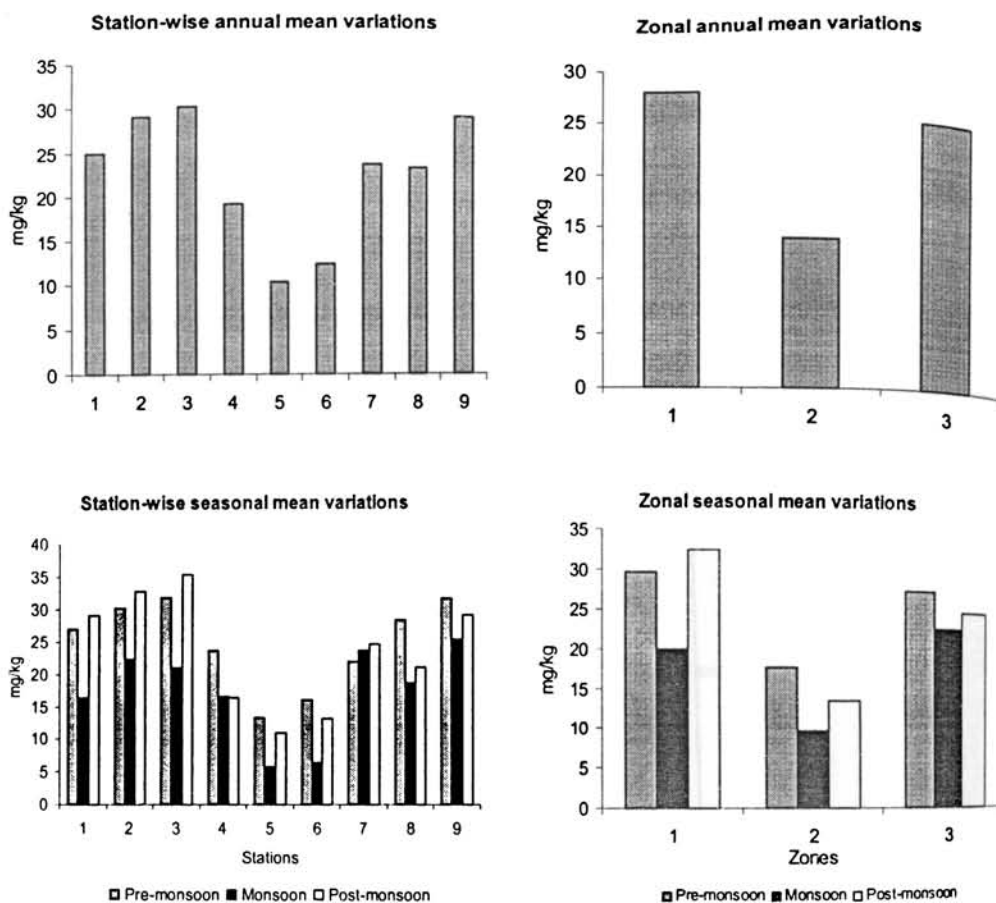 Station-wise annual mean variations
35
30
25
20
15
10
5
0
mg/kg
1 2 3 4 5 6 7 8 9
Zonal annual mean variations
30
25
20
15
10
5
0
mg/kg
1 2 3
Station-wise seasonal mean variations
40
35
30
25
20
15
10
5
0
mg/kg
1 2 3 4 5 6 7 8 9
Stations
Pre-monsoon Monsoon Post-monsoon
Zonal seasonal mean variations
35
30
25
20
15
10
5
0
mg/kg
1 2 3
Zones
Pre-monsoon Monsoon Post-monsoon